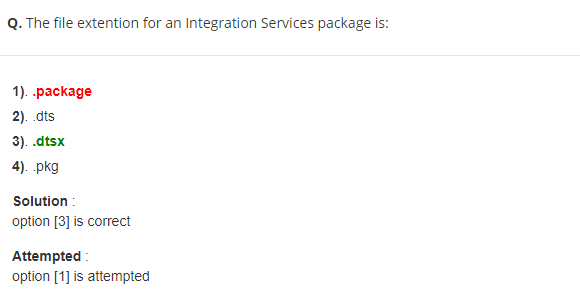 Q. The file extention for an Integration Services package is:
1). .package
2). .dts
3). .dtsx
4). .pkg
Solution :
option [3] is correct
Attempted :
option [1] is attempted